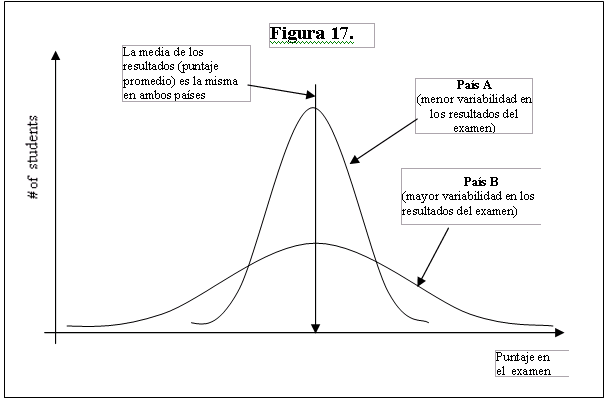 Figura 17.
La media de los
resultados (puntaje
promedio) es la misma
en ambos países
País A
(menor variabilidad en
los resultados del
examen)
País B
(mayor variabilidad en los
resultados del examen)
# of students
Puntaje en
el examen